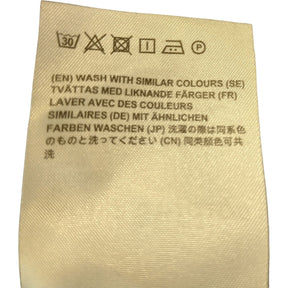 30 P
(EN) WASH WITH SIMILAR COLOURS (SE)
TVÄTTAS MED LIKNANDE FÄRGER (FR)
LAVER AVEC DES COULEURS
SIMILAIRES (DE) MIT ÄHNLICHEN
FARBEN WASCHEN (JP) 洗濯の際は同系色
のものと洗ってください (CN) 同类颜色可共
洗